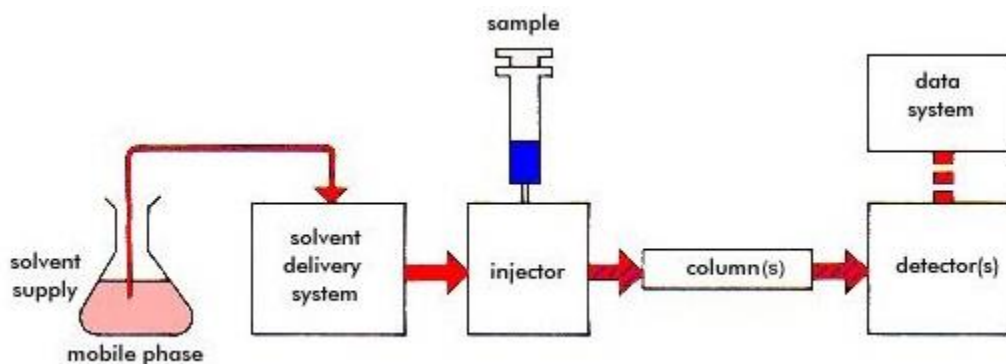 sample
data
system
solvent
supply
mobile phase
solvent
delivery
system
injector
column(s)
detector(s)